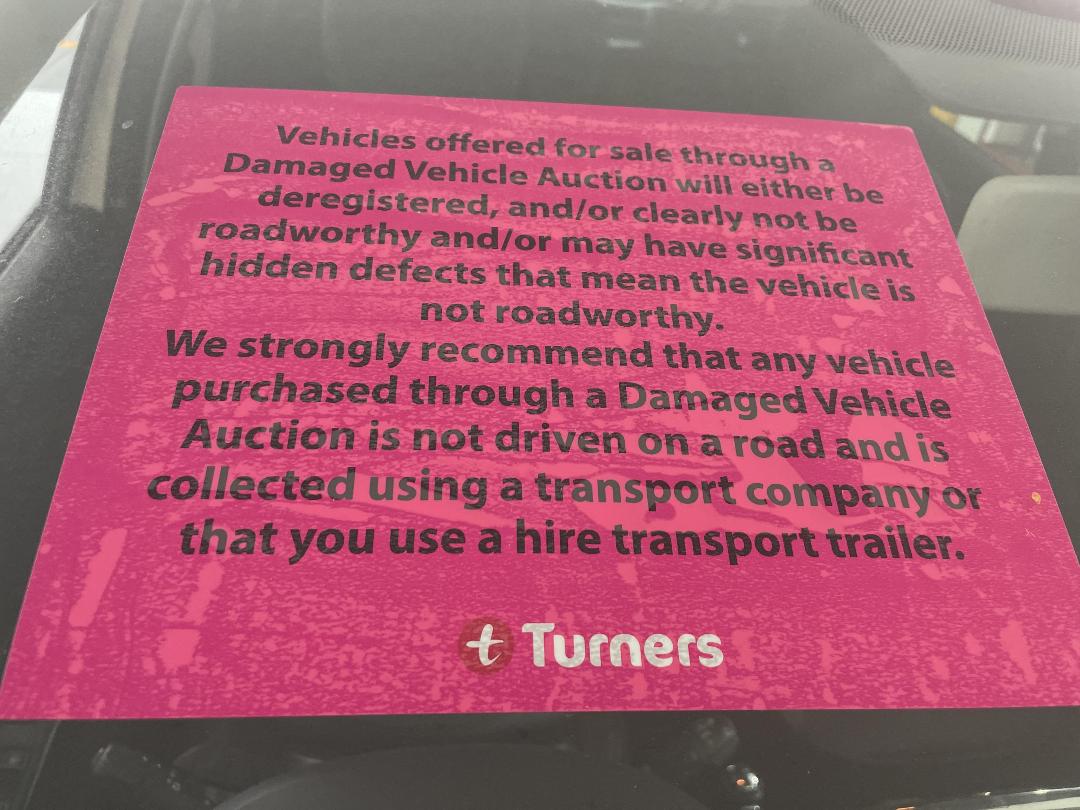 Vehicles offered for sale through a
Damaged Vehicle Auction will either be
deregistered, and/or clearly not be
roadworthy and/or may have significant
hidden defects that mean the vehicle is
not roadworthy.
We strongly recommend that any vehicle
purchased through a Damaged Vehicle
Auction is not driven on a road and is
collected using a transport company or
that you use a hire transport trailer.
t Turners